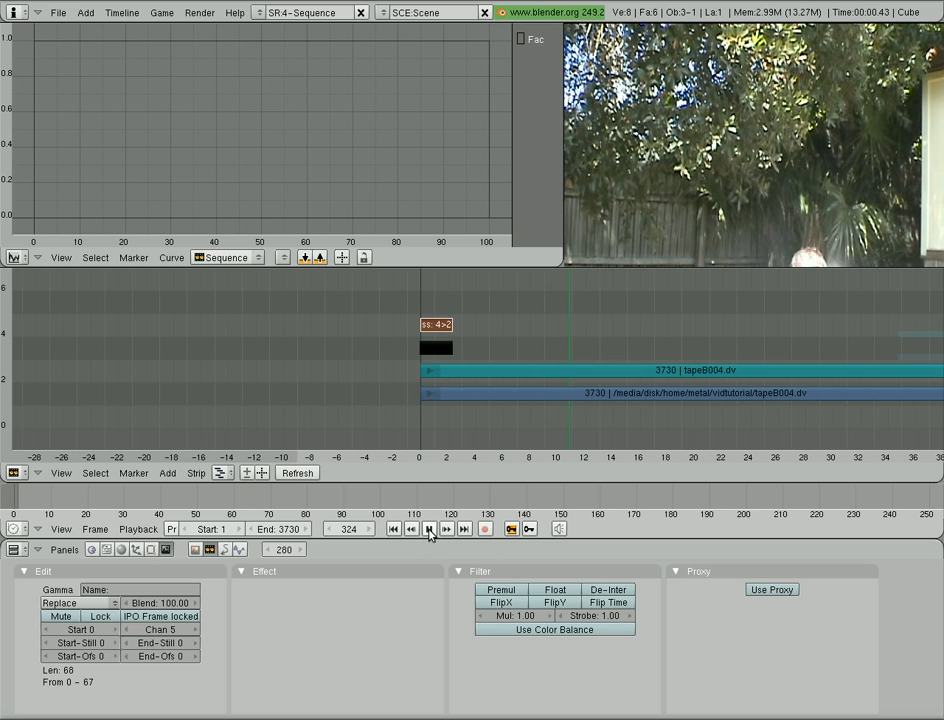 File Add Timeline Game Render Help SR:4-Sequence SCE:Scene www.blender.org 249.2 Ve:8 | Fa:6 | Ob:3-1 | La:1 | Mem:2.99M (13.27M) | Time:00:00.43 | Cube
1.0
Fac
0.8
0.6
0.4
0.2
0.0
0 10 20 30 40 50 60 70 80 90 100
View Select Marker Curve Sequence
6
ss: 4>2
4
3730 | tapeB004.dv
2
3730 | /media/disk/home/metal/vidtutorial/tapeB004.dv
0
-28 -26 -24 -22 -20 -18 -16 -14 -12 -10 -8 -6 -4 -2 0 2 4 6 8 10 12 14 16 18 20 22 24 26 28 30 32 34 36 38
View Select Marker Add Strip Refresh
0 10 20 30 40 50 60 70 80 90 100 110 120 130 140 150 160 170 180 190 200 210 220 230 240 250
View Frame Playback Pr Start: 1 End: 3730 324
Panels 280
Edit Effect Filter Proxy
Gamma Name: Premul Float De-Inter Use Proxy
Replace Blend: 100.00 FlipX FlipY Flip Time
Mute Lock IPO Frame locked Mul: 1.00 Strobe: 1.00
Start 0 Chan 5 Use Color Balance
Start-Still 0 End-Still 0
Start-Ofs 0 End-Ofs 0
Len: 68
From 0 - 67